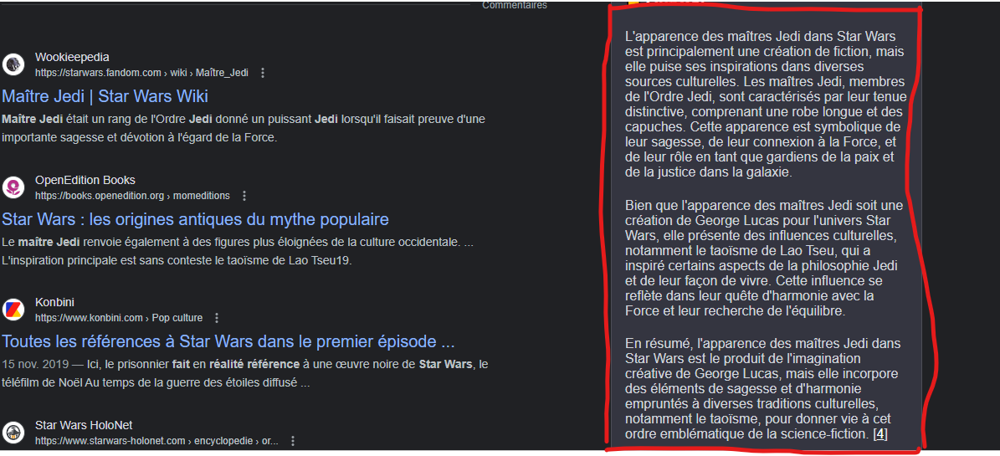 Commentaires
Wookieepedia
https://starwars.fandom.com › wiki › Maître_Jedi
Maître Jedi | Star Wars Wiki
Maître Jedi était un rang de l'Ordre Jedi donné un puissant Jedi lorsqu'il faisait preuve d'une
importante sagesse et dévotion à l'égard de la Force.
OpenEdition Books
https://books.openedition.org › momeditions
Star Wars : les origines antiques du mythe populaire
Le maître Jedi renvoie également à des figures plus éloignées de la culture occidentale. ...
L'inspiration principale est sans conteste le taoïsme de Lao Tseu19.
Konbini
https://www.konbini.com › Pop culture
Toutes les références à Star Wars dans le premier épisode ...
15 nov. 2019 — Ici, le prisonnier fait en réalité référence à une œuvre noire de Star Wars, le
téléfilm de Noël Au temps de la guerre des étoiles diffusé ...
Star Wars HoloNet
https://www.starwars-holonet.com › encyclopedie › or...
L'apparence des maîtres Jedi dans Star Wars
est principalement une création de fiction, mais
elle puise ses inspirations dans diverses
sources culturelles. Les maîtres Jedi, membres
de l'Ordre Jedi, sont caractérisés par leur tenue
distinctive, comprenant une robe longue et des
capuches. Cette apparence est symbolique de
leur sagesse, de leur connexion à la Force, et
de leur rôle en tant que gardiens de la paix et
de la justice dans la galaxie.
Bien que l'apparence des maîtres Jedi soit une
création de George Lucas pour l'univers Star
Wars, elle présente des influences culturelles,
notamment le taoïsme de Lao Tseu, qui a
inspiré certains aspects de la philosophie Jedi
et de leur façon de vivre. Cette influence se
reflète dans leur quête d'harmonie avec la
Force et leur recherche de l'équilibre.
En résumé, l'apparence des maîtres Jedi dans
Star Wars est le produit de l'imagination
créative de George Lucas, mais elle incorpore
des éléments de sagesse et d'harmonie
empruntés à diverses traditions culturelles,
notamment le taoïsme, pour donner vie à cet
ordre emblématique de la science-fiction. [4]